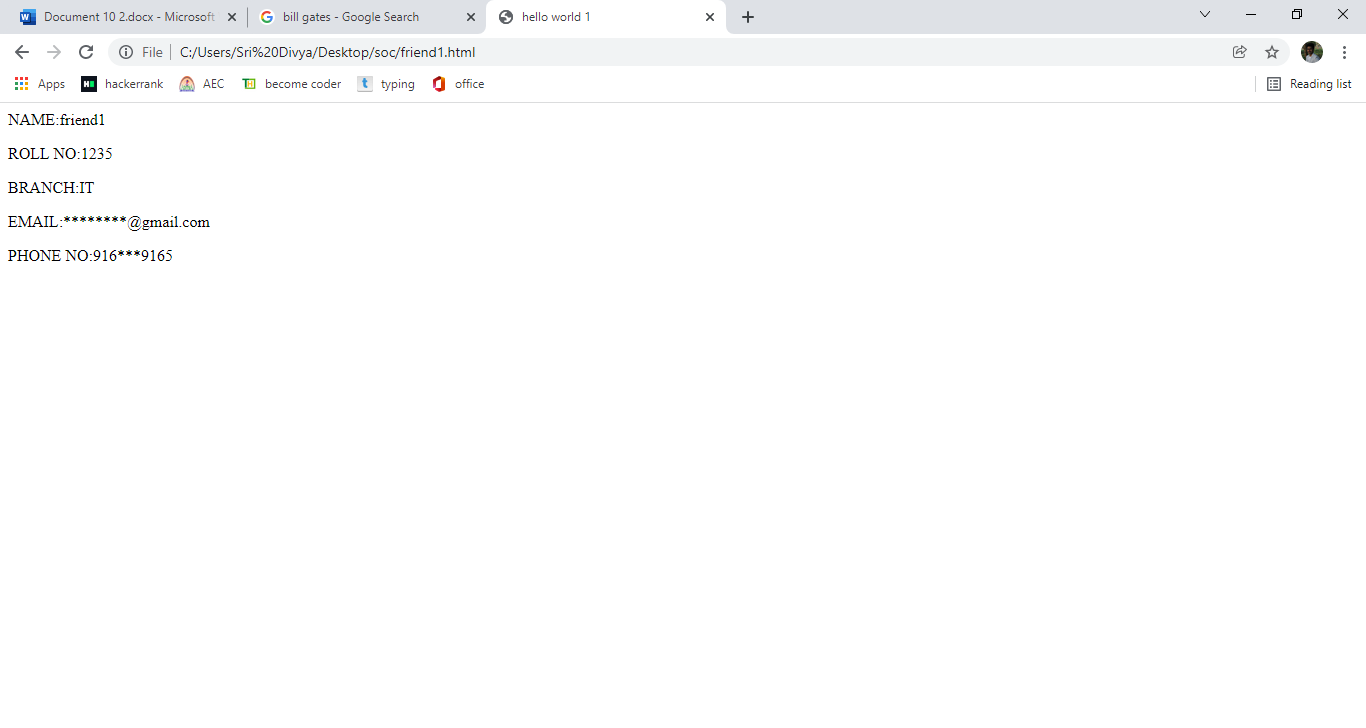 Document 10 2.docx - Microsoft
bill gates - Google Search
hello world 1
File
C:/Users/Sri%20Divya/Desktop/soc/friend1.html
Apps
hackerrank
AEC
become coder
typing
office
Reading list
NAME:friend1
ROLL NO:1235
BRANCH:IT
EMAIL:********@gmail.com
PHONE NO:916***9165